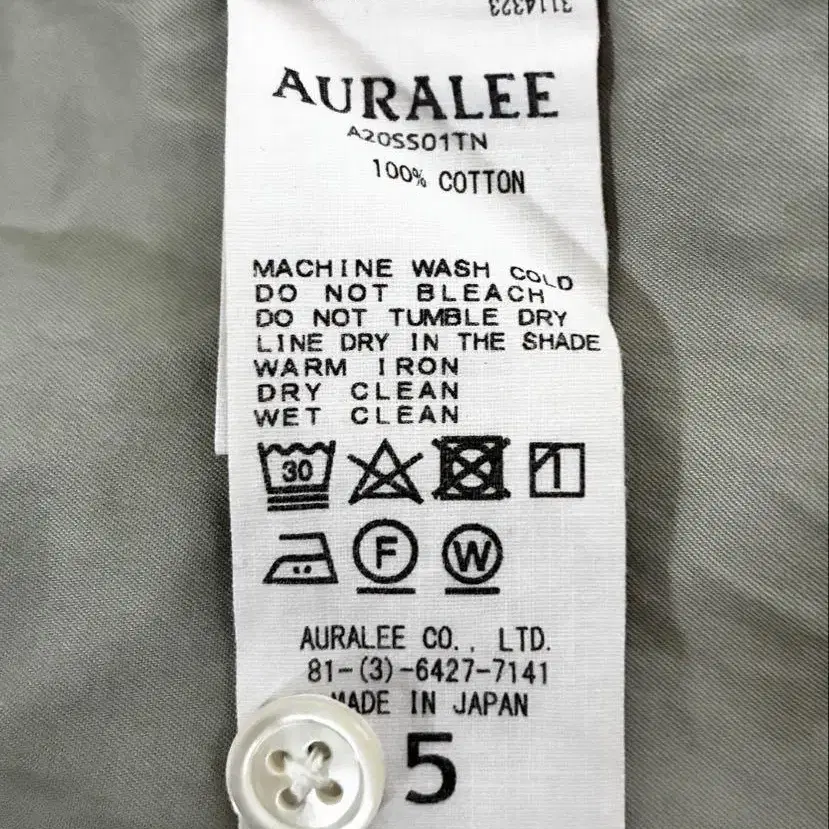 3114323
AURALEE
A20SS01TN
100% COTTON
MACHINE WASH COLD
DO NOT BLEACH
DO NOT TUMBLE DRY
LINE DRY IN THE SHADE
WARM IRON
DRY CLEAN
WET CLEAN
30
F W
AURALEE CO., LTD.
81-(3)-6427-7141
MADE IN JAPAN
5